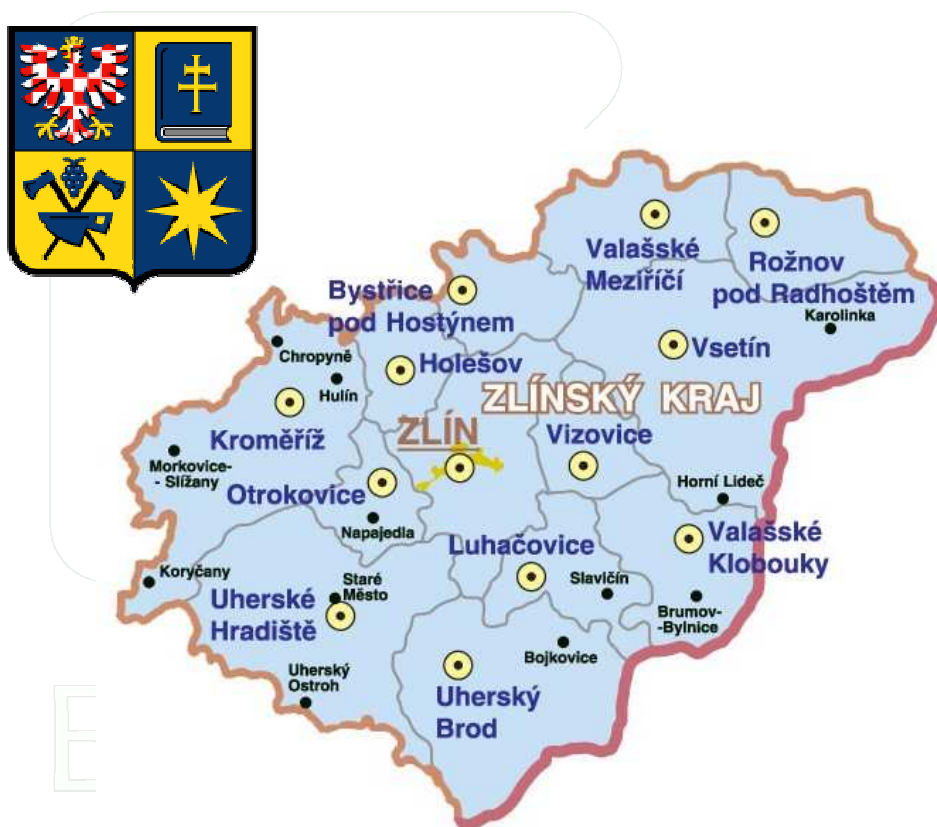 Valašské
Meziříčí
Rožnov
pod Radhoštěm
Karolinka
Bystřice
pod Hostýnem
Vsetín
Chropyně
Holešov
Hulín
ZLÍNSKÝ KRAJ
Kroměříž
ZLÍN
Vizovice
Morkovice-
- Slížany
Otrokovice
Horní Lideč
Napajedla
Valašské
Klobouky
Luhačovice
Koryčany
Staré
Město
Slavičín
Uherské
Hradiště
Brumov-
-Bylnice
Bojkovice
Uherský
Ostroh
Uherský
Brod
E